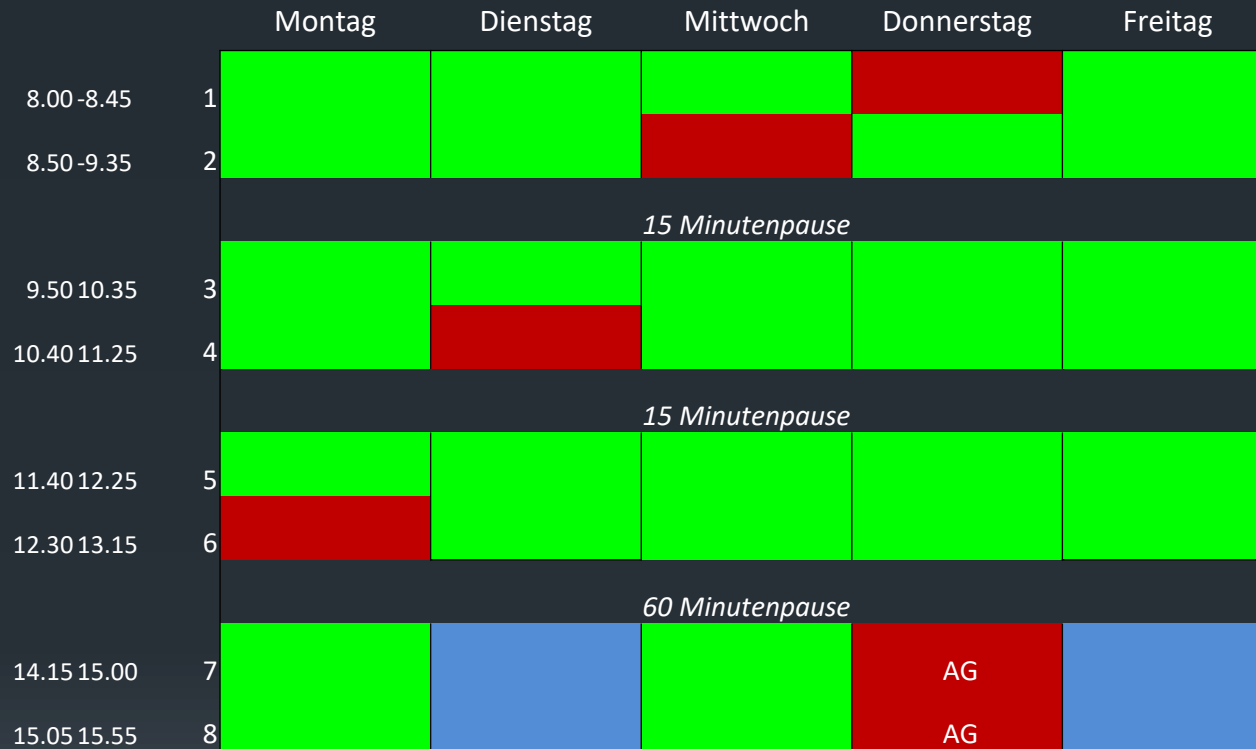 Montag Dienstag Mittwoch Donnerstag Freitag
8.00 -8.45 1
8.50 -9.35 2
15 Minutenpause
9.50 10.35 3
10.40 11.25 4
15 Minutenpause
11.40 12.25 5
12.30 13.15 6
60 Minutenpause
14.15 15.00 7 AG
15.05 15.55 8 AG